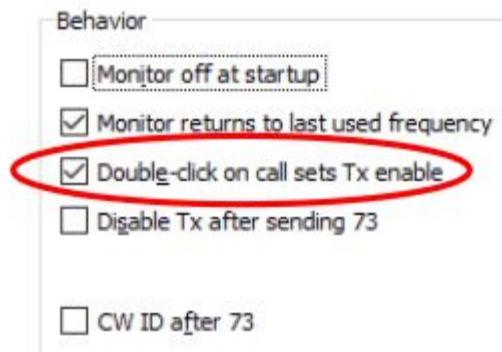 Behavior
Monitor off at startup
Monitor returns to last used frequency
Double-click on call sets Tx enable
Disable Tx after sending 73
CW ID after 73